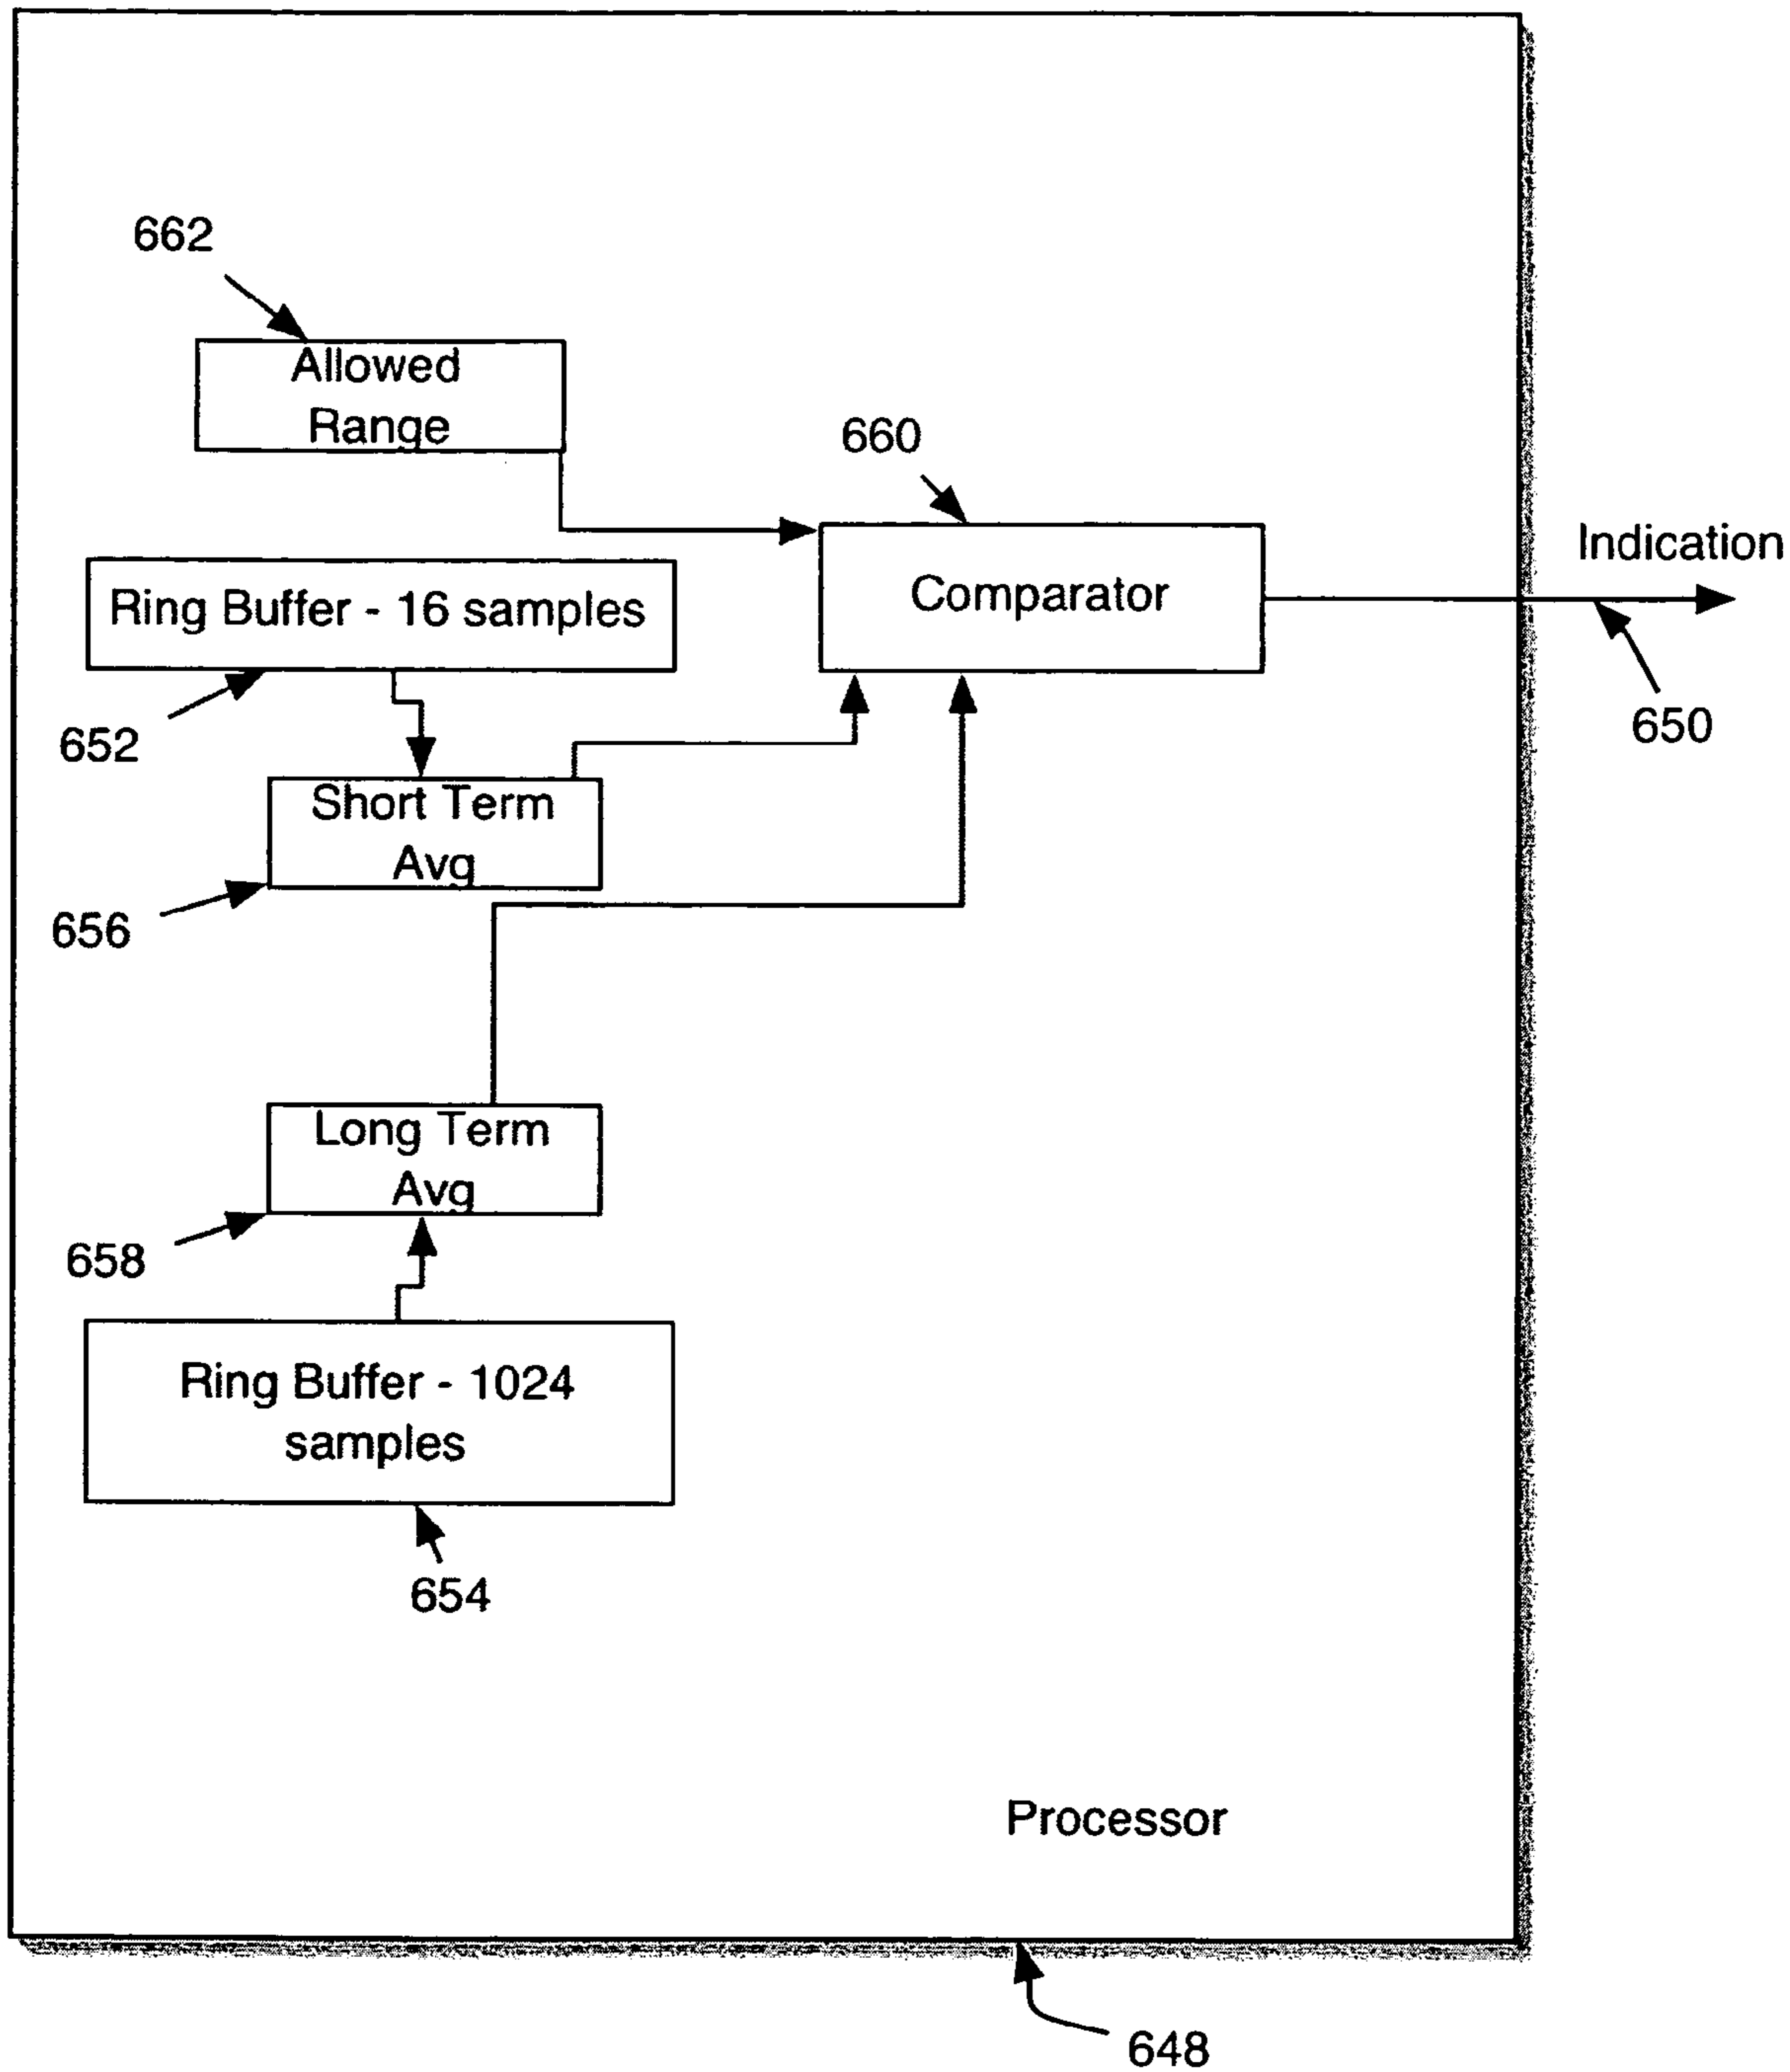 662
Allowed
Range
660
Indication
Comparator
Ring Buffer - 16 samples
650
652
Short Term
Avg
656
Long Term
Avg
658
Ring Buffer - 1024
samples
654
Processor
648